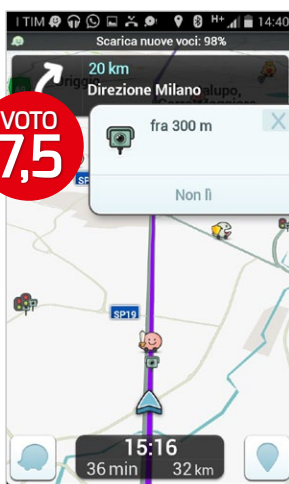 I TIM
H+
14:40
Scarica nuove voci: 98%
20 km
Direzione Milano
VOTO
7,5
fra 300 m
X
Non lì
SP19
15:16
36 min
32 km